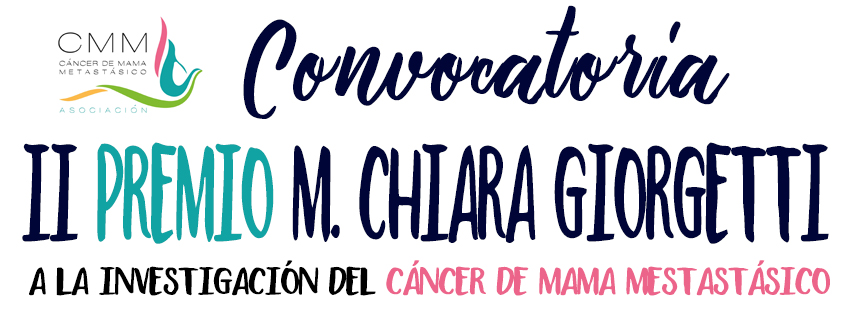 CMM
CÁNCER DE MAMA
METASTÁSICO
ASOCIACIÓN
Convocatoria
II PREMIO M. CHIARA GIORGETTI
A LA INVESTIGACIÓN DEL CÁNCER DE MAMA MESTASTÁSICO